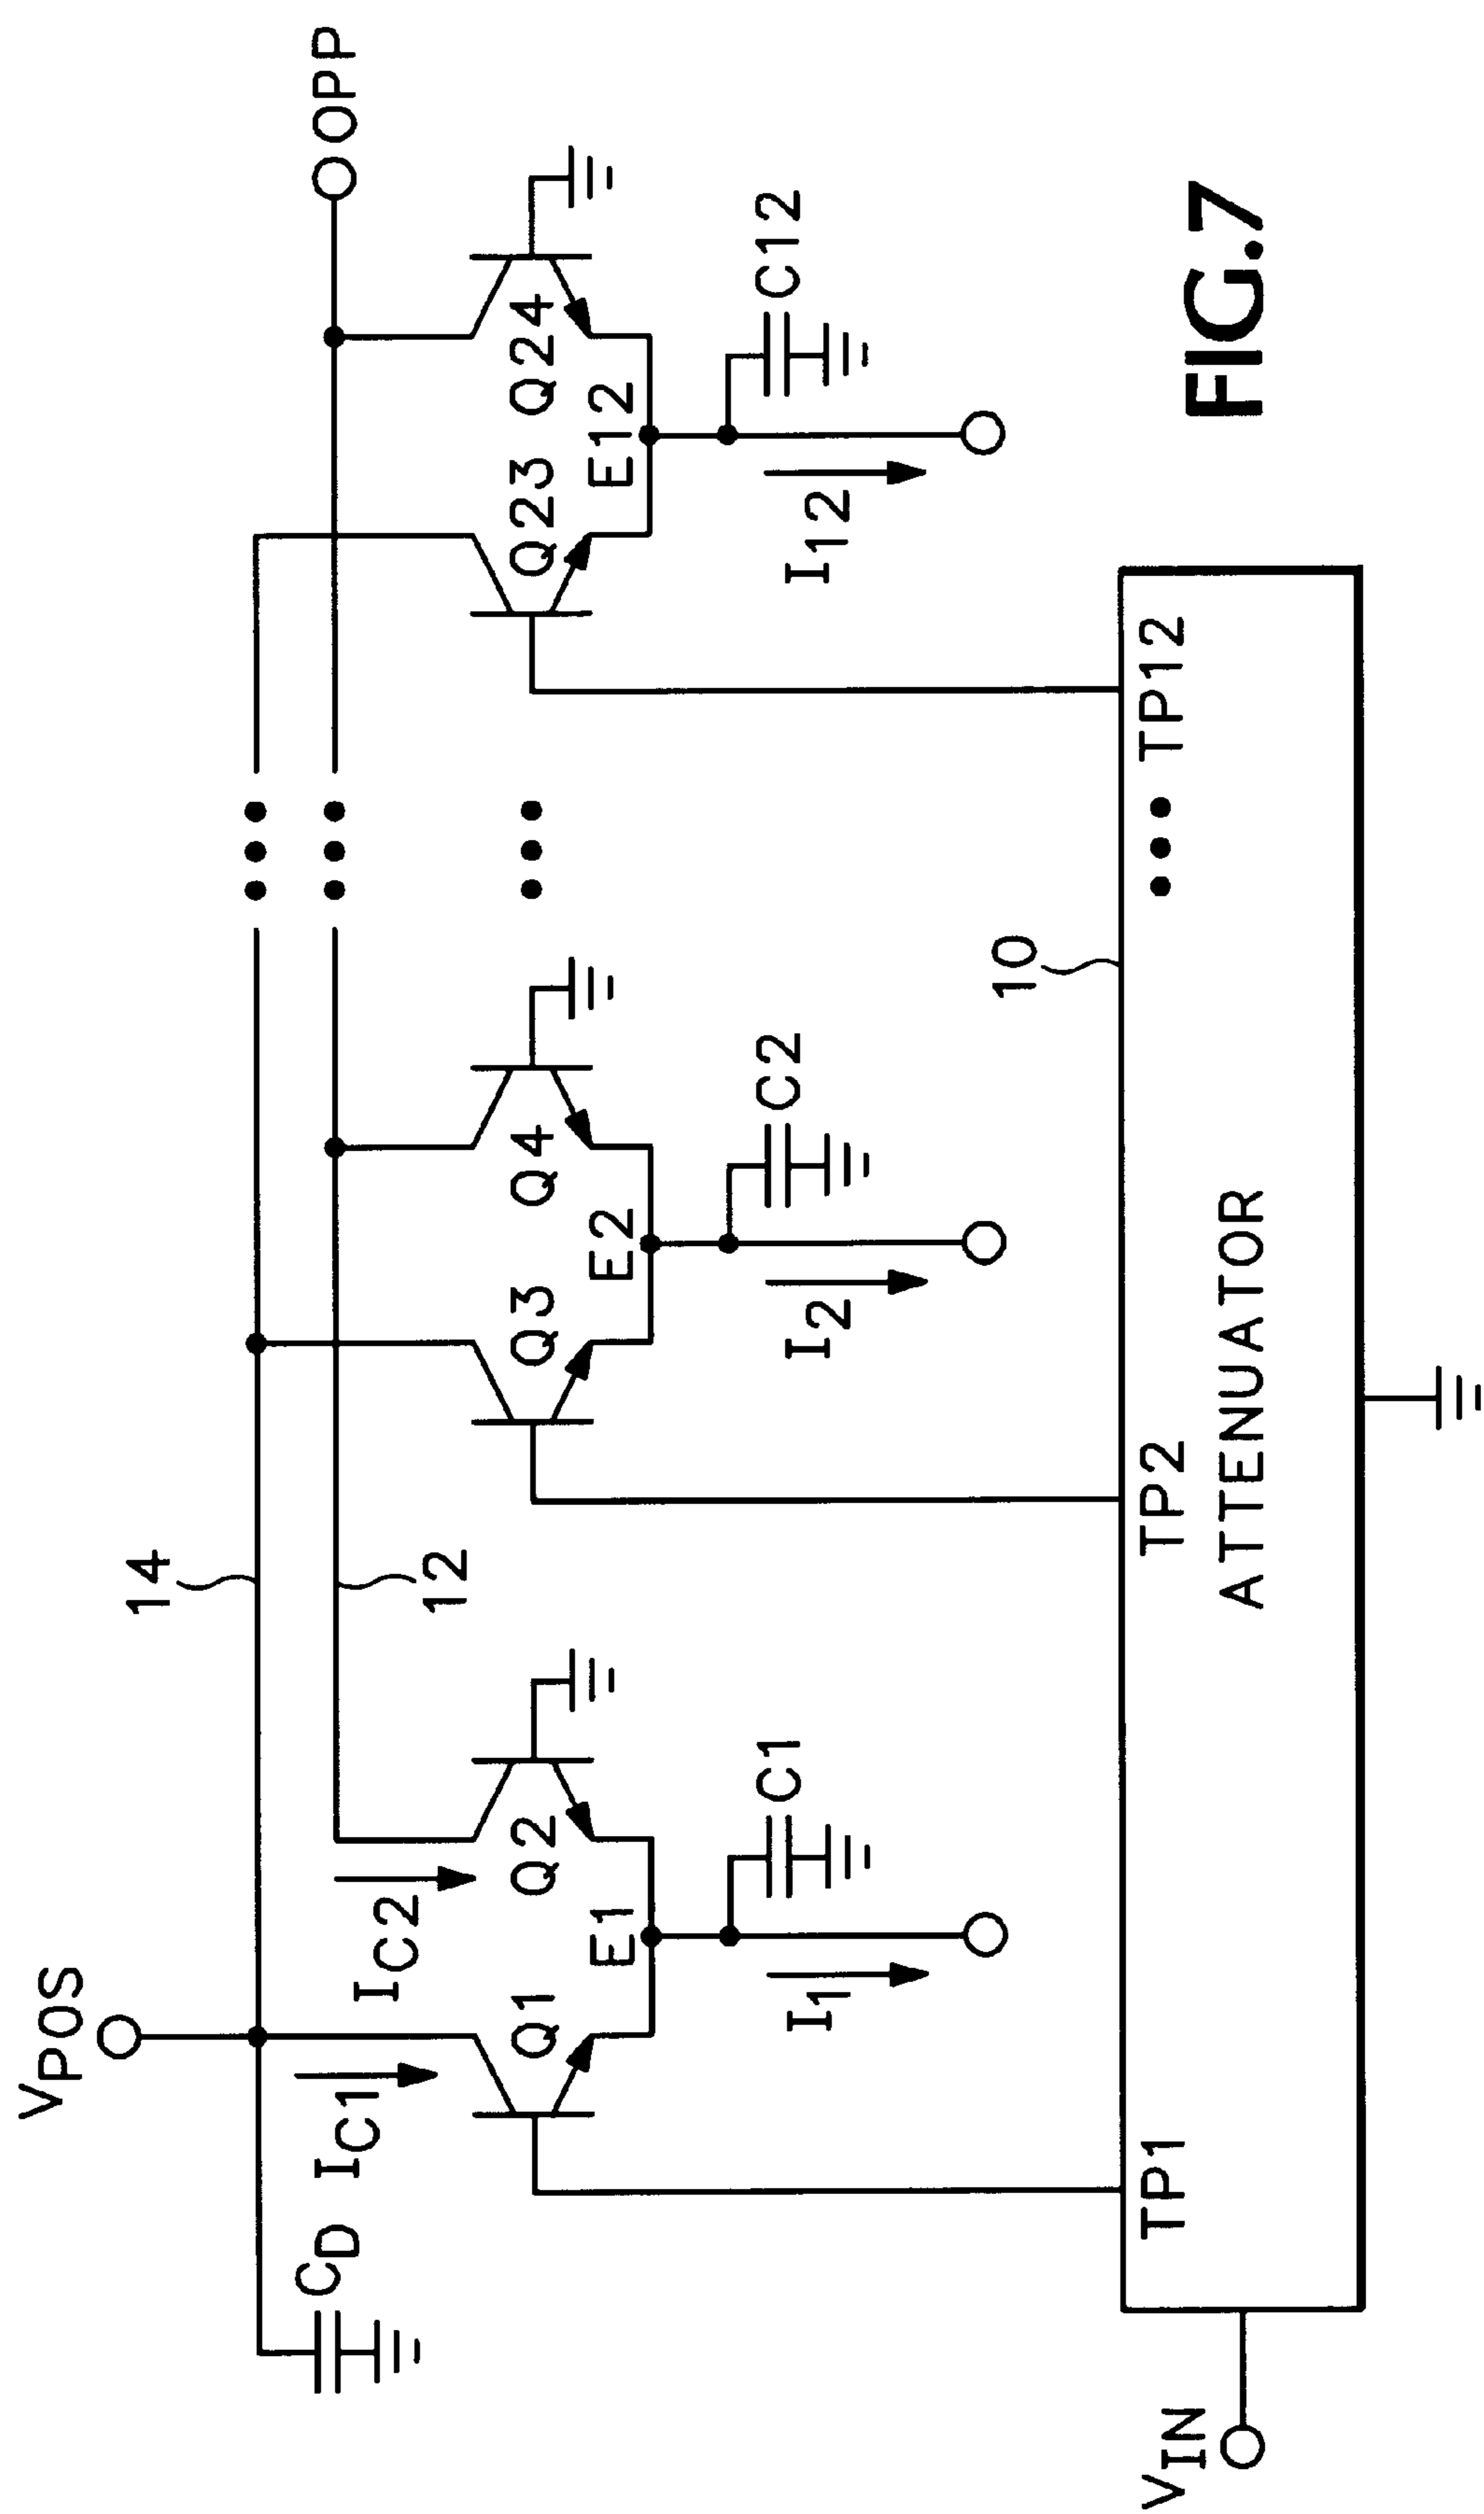 VPOS
14
12
OPP
CD
IC1
IC2
Q1
Q2
Q3
Q4
Q23
Q24
E1
E2
E12
C1
C2
C12
I1
I2
I12
10
TP1
TP2
TP12
VIN
ATTENUATOR
FIG.7